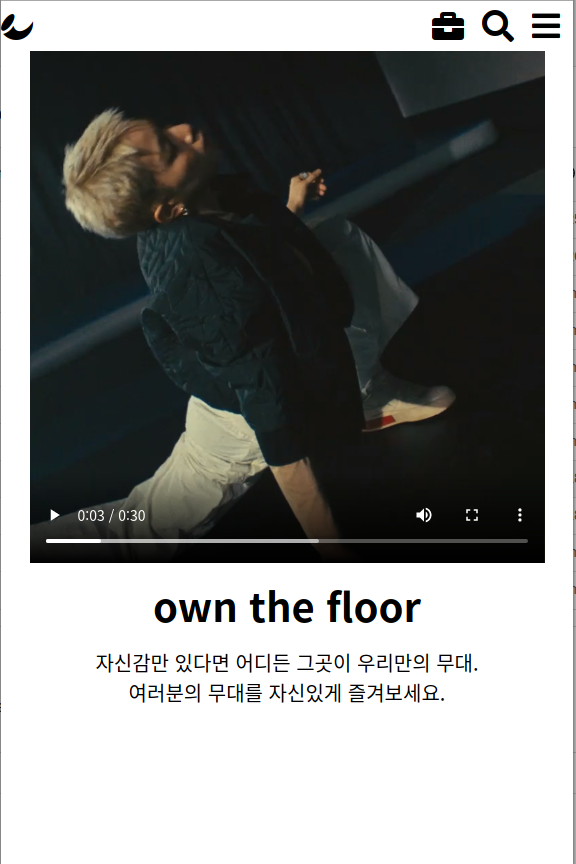 0:03 / 0:30
own the floor
자신감만 있다면 어디든 그곳이 우리만의 무대.
여러분의 무대를 자신있게 즐겨보세요.